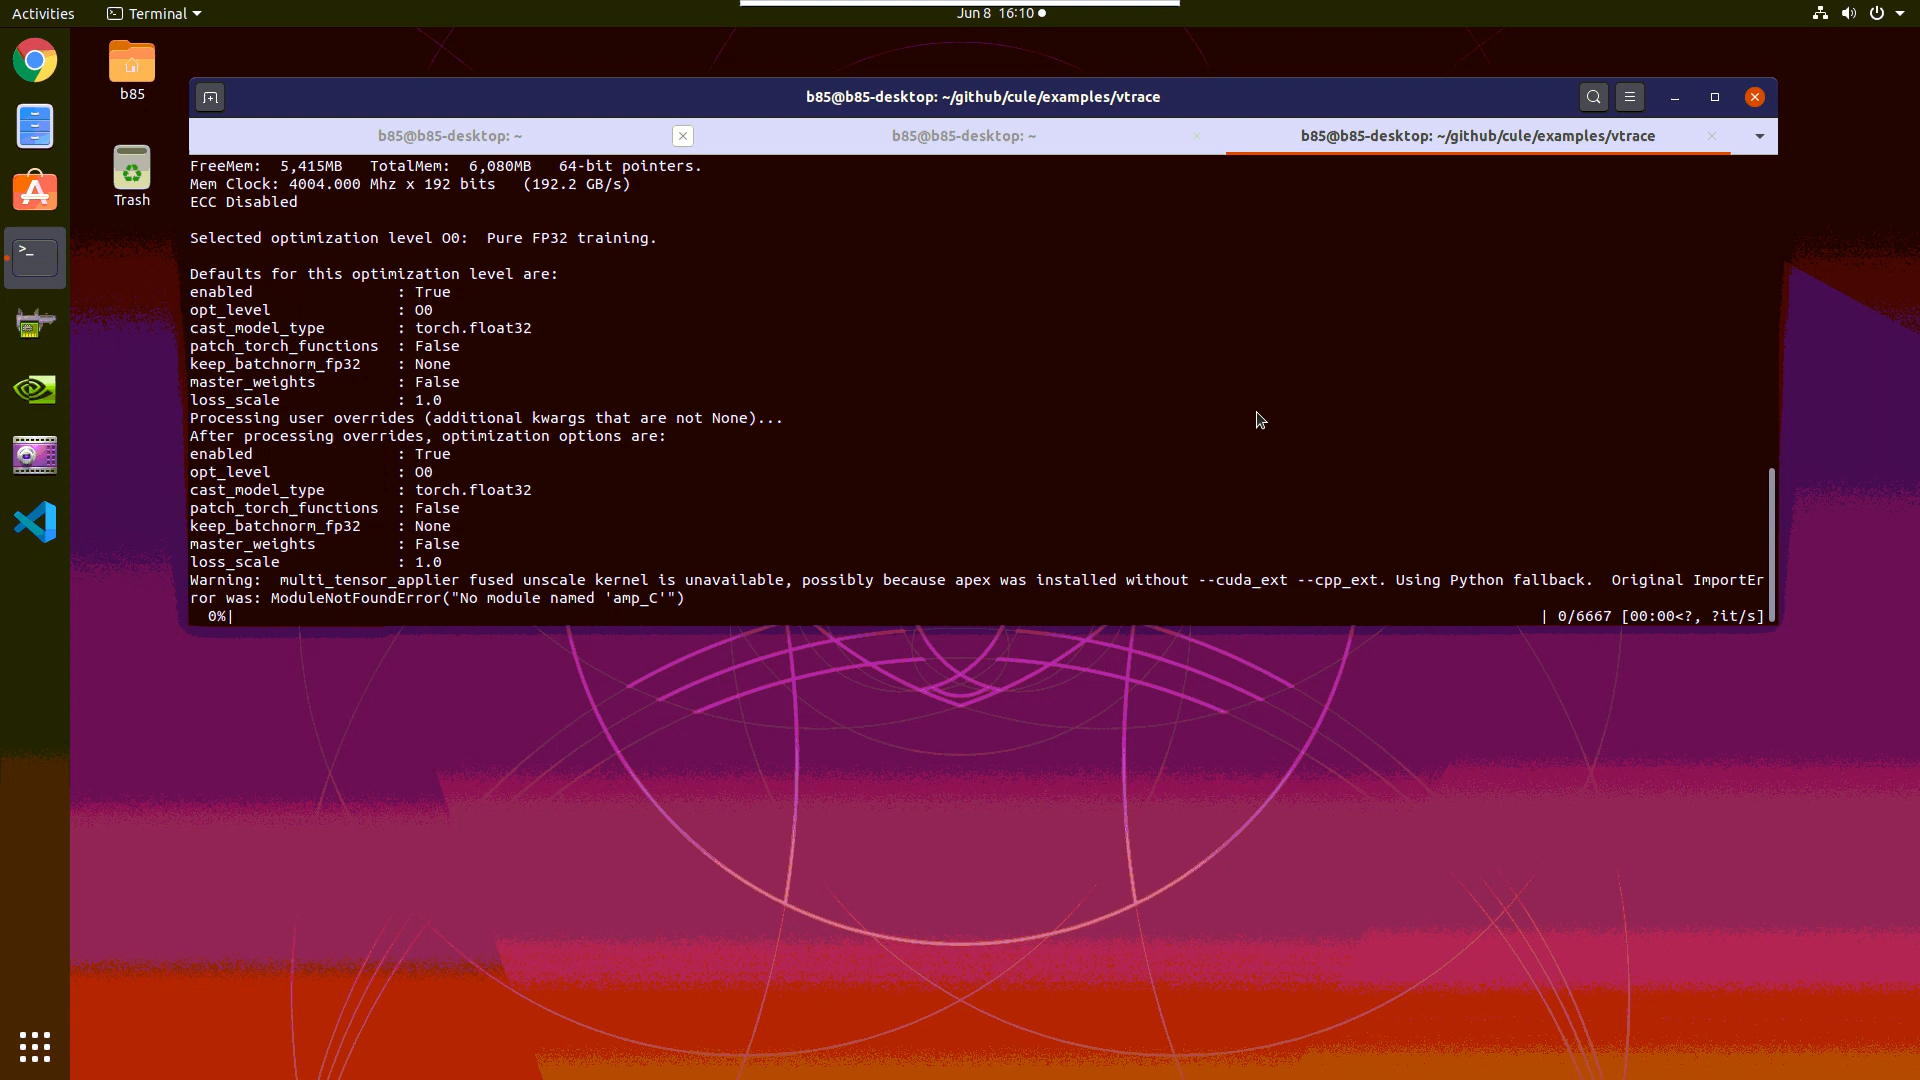 Activities
Terminal
Jun 8 16:10
b85
Trash
b85@b85-desktop: ~/github/cule/examples/vtrace
b85@b85-desktop: ~
b85@b85-desktop: ~
b85@b85-desktop: ~/github/cule/examples/vtrace
FreeMem:  5,415MB   TotalMem:  6,080MB   64-bit pointers.
Mem Clock: 4004.000 Mhz x 192 bits   (192.2 GB/s)
ECC Disabled
Selected optimization level O0:  Pure FP32 training.
Defaults for this optimization level are:
enabled                : True
opt_level              : O0
cast_model_type        : torch.float32
patch_torch_functions  : False
keep_batchnorm_fp32    : None
master_weights         : False
loss_scale             : 1.0
Processing user overrides (additional kwargs that are not None)...
After processing overrides, optimization options are:
enabled                : True
opt_level              : O0
cast_model_type        : torch.float32
patch_torch_functions  : False
keep_batchnorm_fp32    : None
master_weights         : False
loss_scale             : 1.0
Warning:  multi_tensor_applier fused unscale kernel is unavailable, possibly because apex was installed without --cuda_ext --cpp_ext. Using Python fallback.  Original ImportEr
ror was: ModuleNotFoundError("No module named 'amp_C'")
  0%|                                                                                                                                                 | 0/6667 [00:00<?, ?it/s]